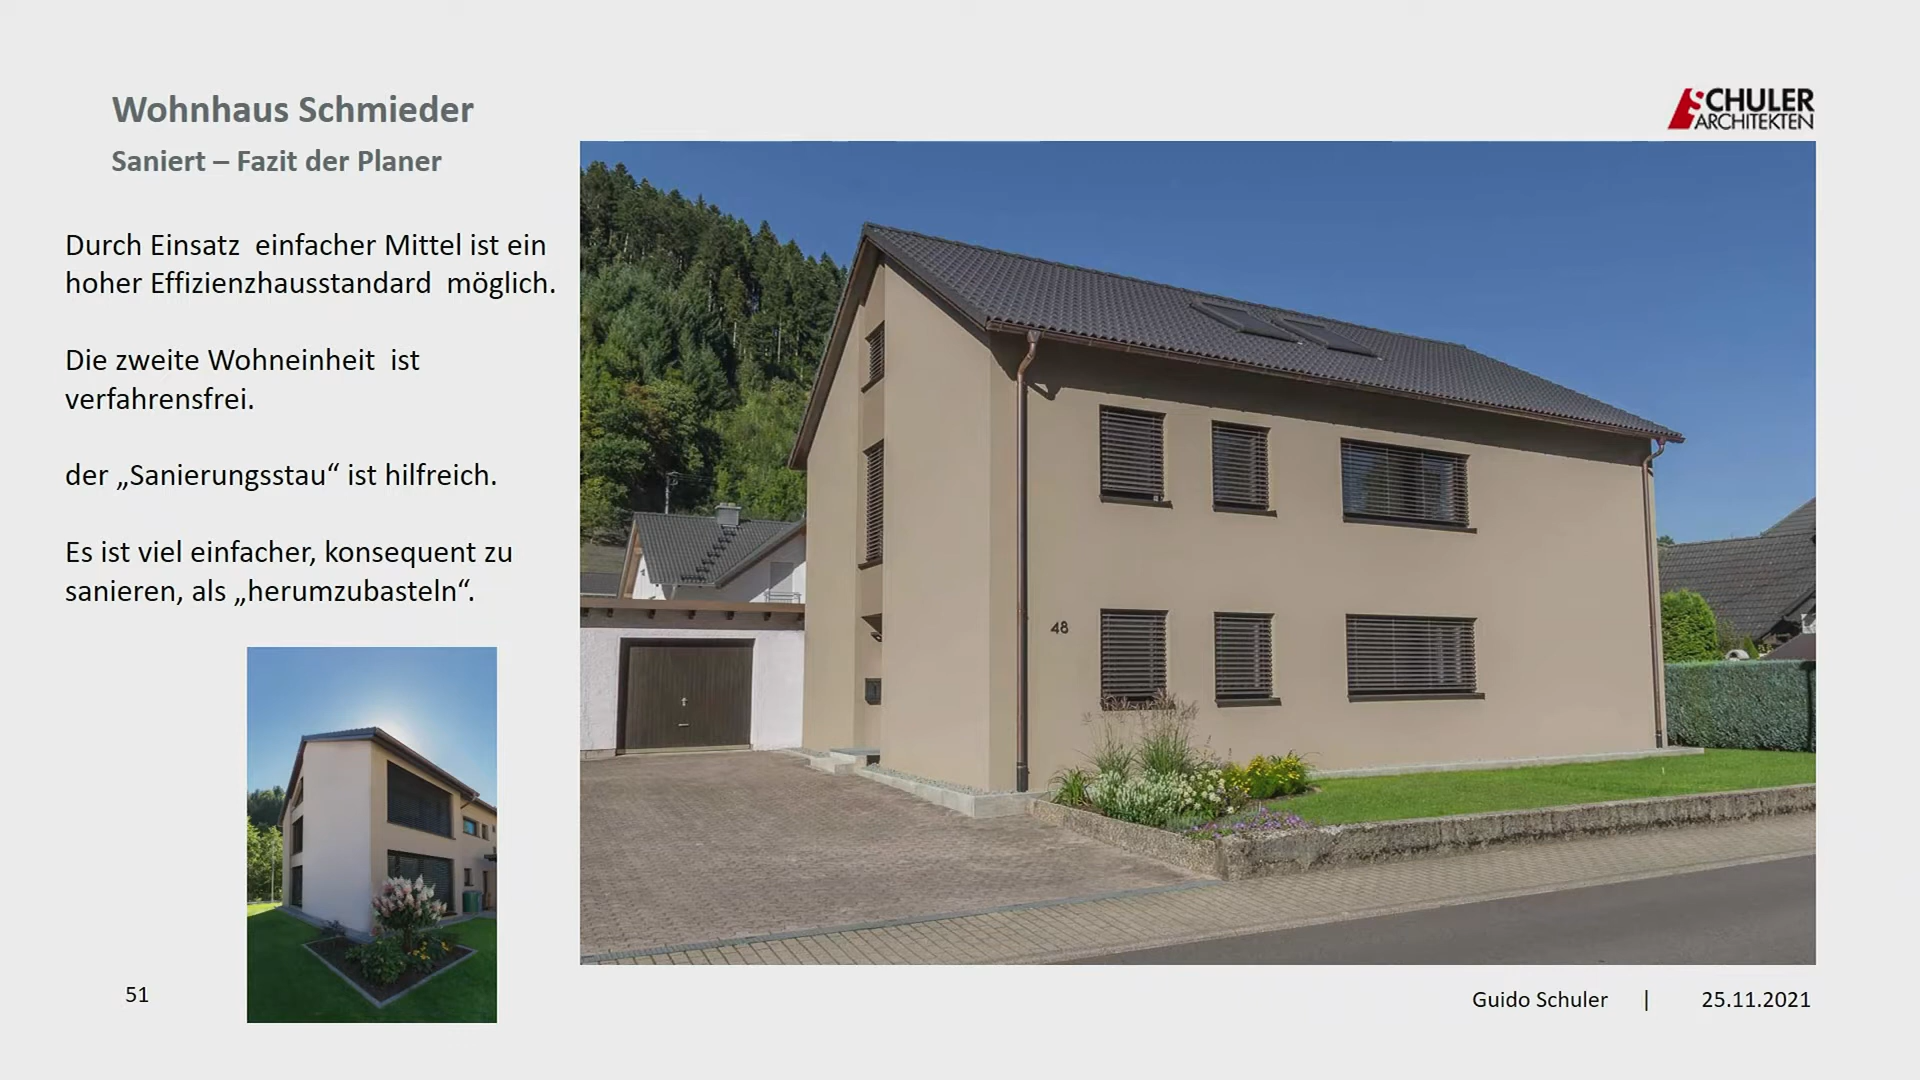 Wohnhaus Schmieder
SCHULER
ARCHITEKTEN
Saniert – Fazit der Planer
Durch Einsatz  einfacher Mittel ist ein
hoher Effizienzhausstandard  möglich.
Die zweite Wohneinheit  ist
verfahrensfrei.
der „Sanierungsstau“ ist hilfreich.
Es ist viel einfacher, konsequent zu
sanieren, als „herumzubasteln“.
48
51
Guido Schuler | 25.11.2021